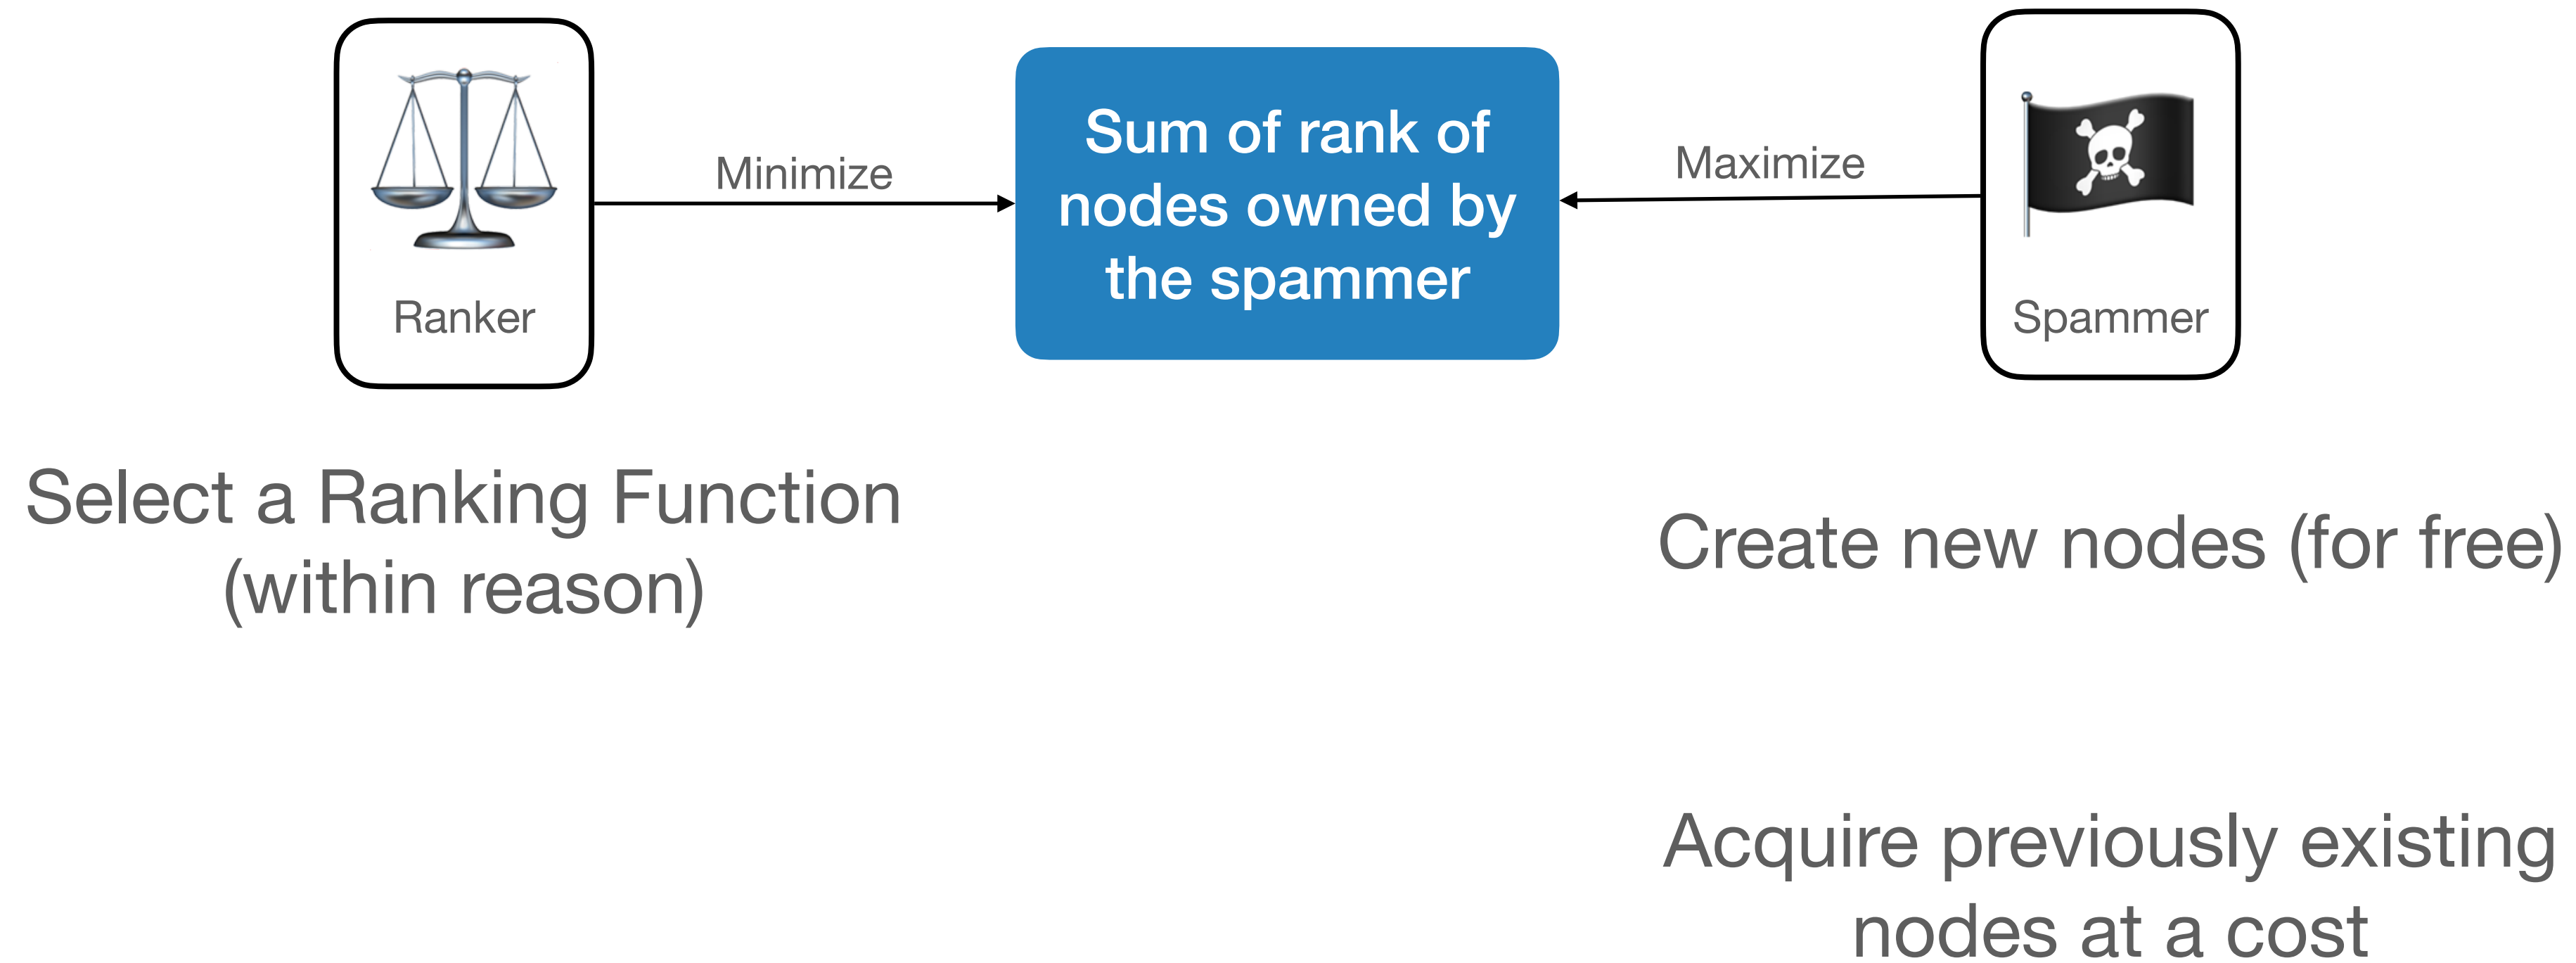 Ranker
Minimize
Sum of rank of
nodes owned by
the spammer
Maximize
Spammer
Select a Ranking Function
(within reason)
Create new nodes (for free)
Acquire previously existing
nodes at a cost